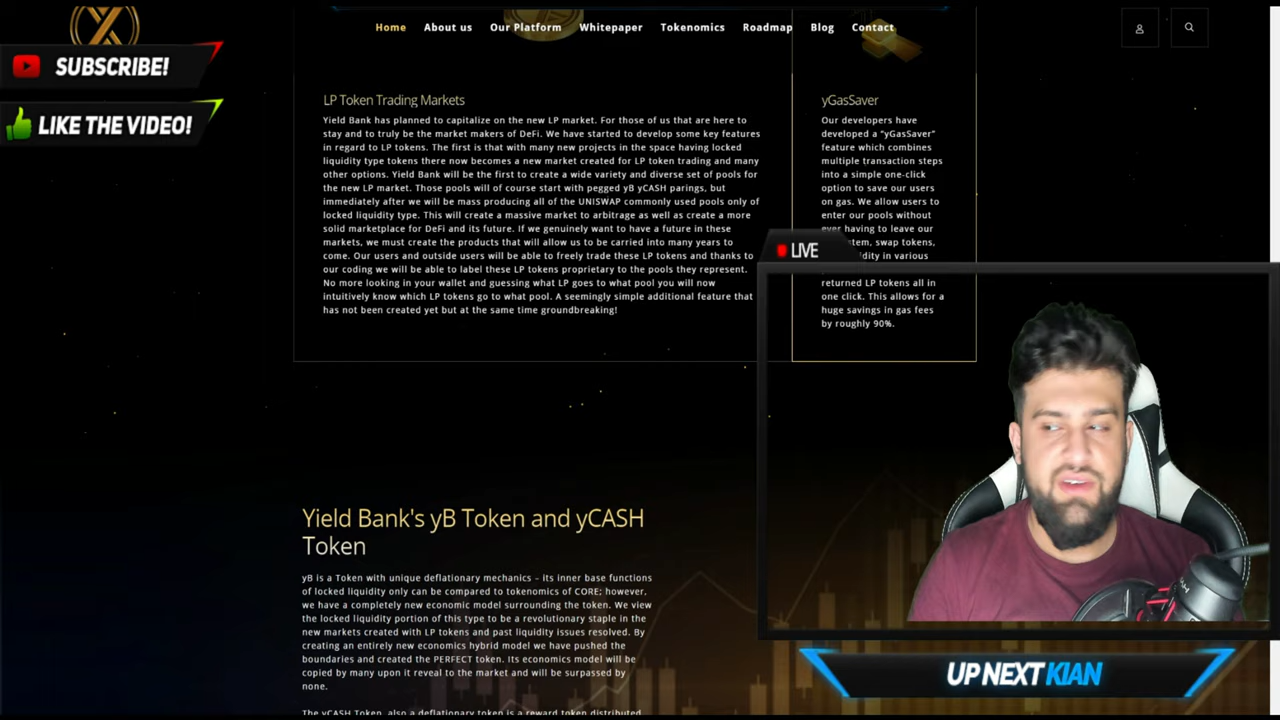 Home About us Our Platform Whitepaper Tokenomics Roadmap Blog Contact
SUBSCRIBE!
LIKE THE VIDEO!
LP Token Trading Markets
Yield Bank has planned to capitalize on the new LP market. For those of us that are here to
stay and to truly be the market makers of DeFi. We have started to develop some key features
in regard to LP tokens. The first is that with many new projects in the space having locked
liquidity type tokens there now becomes a new market created for LP token trading and many
other options. Yield Bank will be the first to create a wide variety and diverse set of pools for
the new LP market. Those pools will of course start with pegged yB yCASH parings, but
immediately after we will be mass producing all of the UNISWAP commonly used pools only of
locked liquidity type. This will create a massive market to arbitrage as well as create a more
solid marketplace for DeFi and its future. If we genuinely want to have a future in these
markets, we must create the products that will allow us to be carried into many years to
come. Our users and outside users will be able to freely trade these LP tokens and thanks to
our coding we will be able to label these LP tokens proprietary to the pools they represent.
No more looking in your wallet and guessing what LP goes to what pool you will now
intuitively know which LP tokens go to what pool. A seemingly simple additional feature that
has not been created yet but at the same time groundbreaking!
yGasSaver
Our developers have
developed a "yGasSaver"
feature which combines
multiple transaction steps
into a simple one-click
option to save our users
on gas. We allow users to
enter our pools without
ever having to leave our
swap tokens,
in various
returned LP tokens all in
one click. This allows for a
huge savings in gas fees
by roughly 90%.
LIVE
Yield Bank's yB Token and yCASH
Token
yB is a Token with unique deflationary mechanics – its inner base functions
of locked liquidity only can be compared to tokenomics of CORE; however,
we have a completely new economic model surrounding the token. We view
the locked liquidity portion of this type to be a revolutionary staple in the
new markets created with LP tokens and past liquidity issues resolved. By
creating an entirely new economics hybrid model we have pushed the
boundaries and created the PERFECT token. Its economics model will be
copied by many upon it reveal to the market and will be surpassed by
none.
The yCASH Token, also a deflationary token is a reward token distributed
UP NEXT KIAN